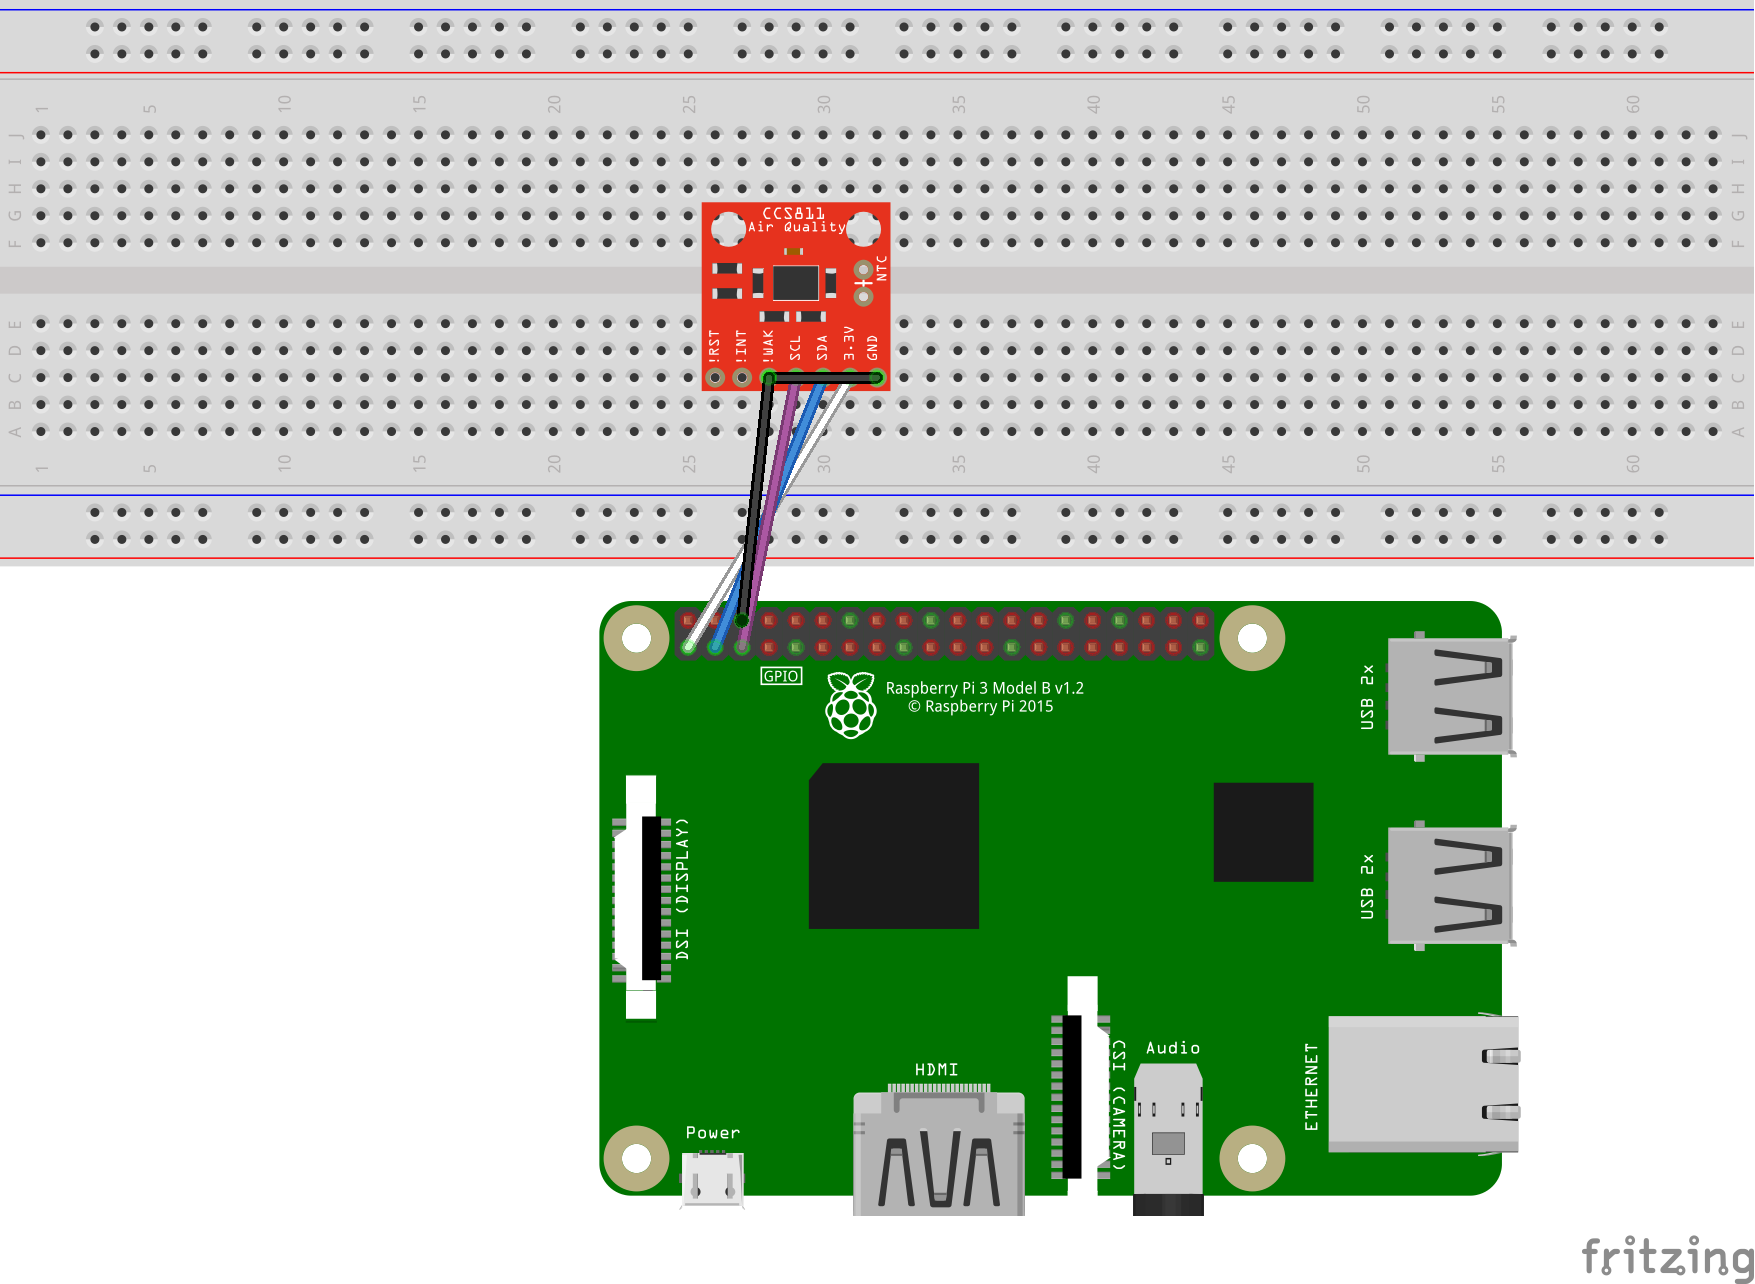 1 5 10 15 20 25 30 35 40 45 50 55 60
J J
I I
H H
G G
F F
CCS811
Air Quality
NTC
+
!RST !INT !WAK SCL SDA 3.3V GND
E E
D D
C C
B B
A A
1 5 10 15 20 25 30 35 40 45 50 55 60
GPIO
Raspberry Pi 3 Model B v1.2
© Raspberry Pi 2015
USB 2x
DSI (DISPLAY)
USB 2x
HDMI
CSI (CAMERA)
Audio
ETHERNET
Power
fritzing